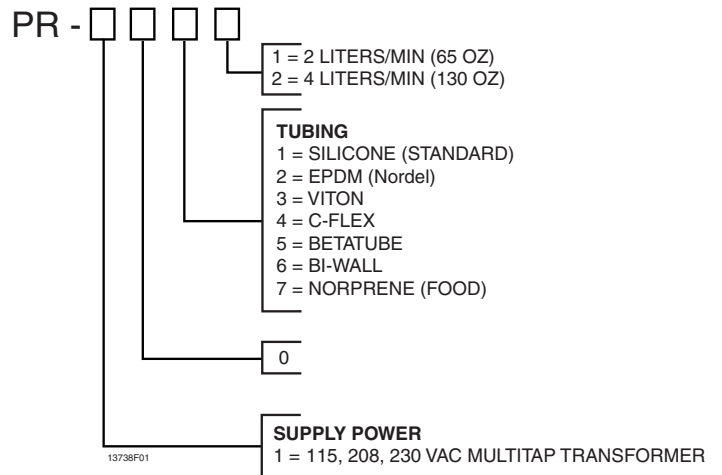 PR -
1 = 2 LITERS/MIN (65 OZ)
2 = 4 LITERS/MIN (130 OZ)
TUBING
1 = SILICONE (STANDARD)
2 = EPDM (Nordel)
3 = VITON
4 = C-FLEX
5 = BETATUBE
6 = BI-WALL
7 = NORPRENE (FOOD)
0
SUPPLY POWER
1 = 115, 208, 230 VAC MULTITAP TRANSFORMER
13738F01